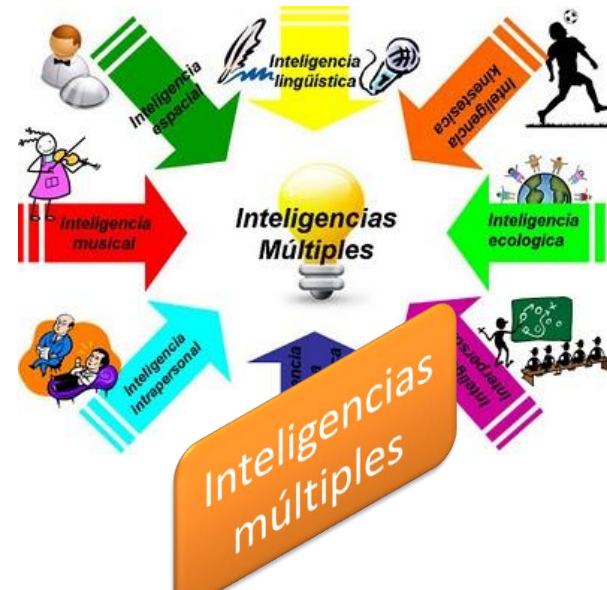 Inteligencia
espacial
Inteligencia
lingüística
Inteligencia
kinestesica
Inteligencia
musical
Inteligencias
Múltiples
Inteligencia
ecologica
Inteligencia
intrapersonal
Inteligencias
múltiples